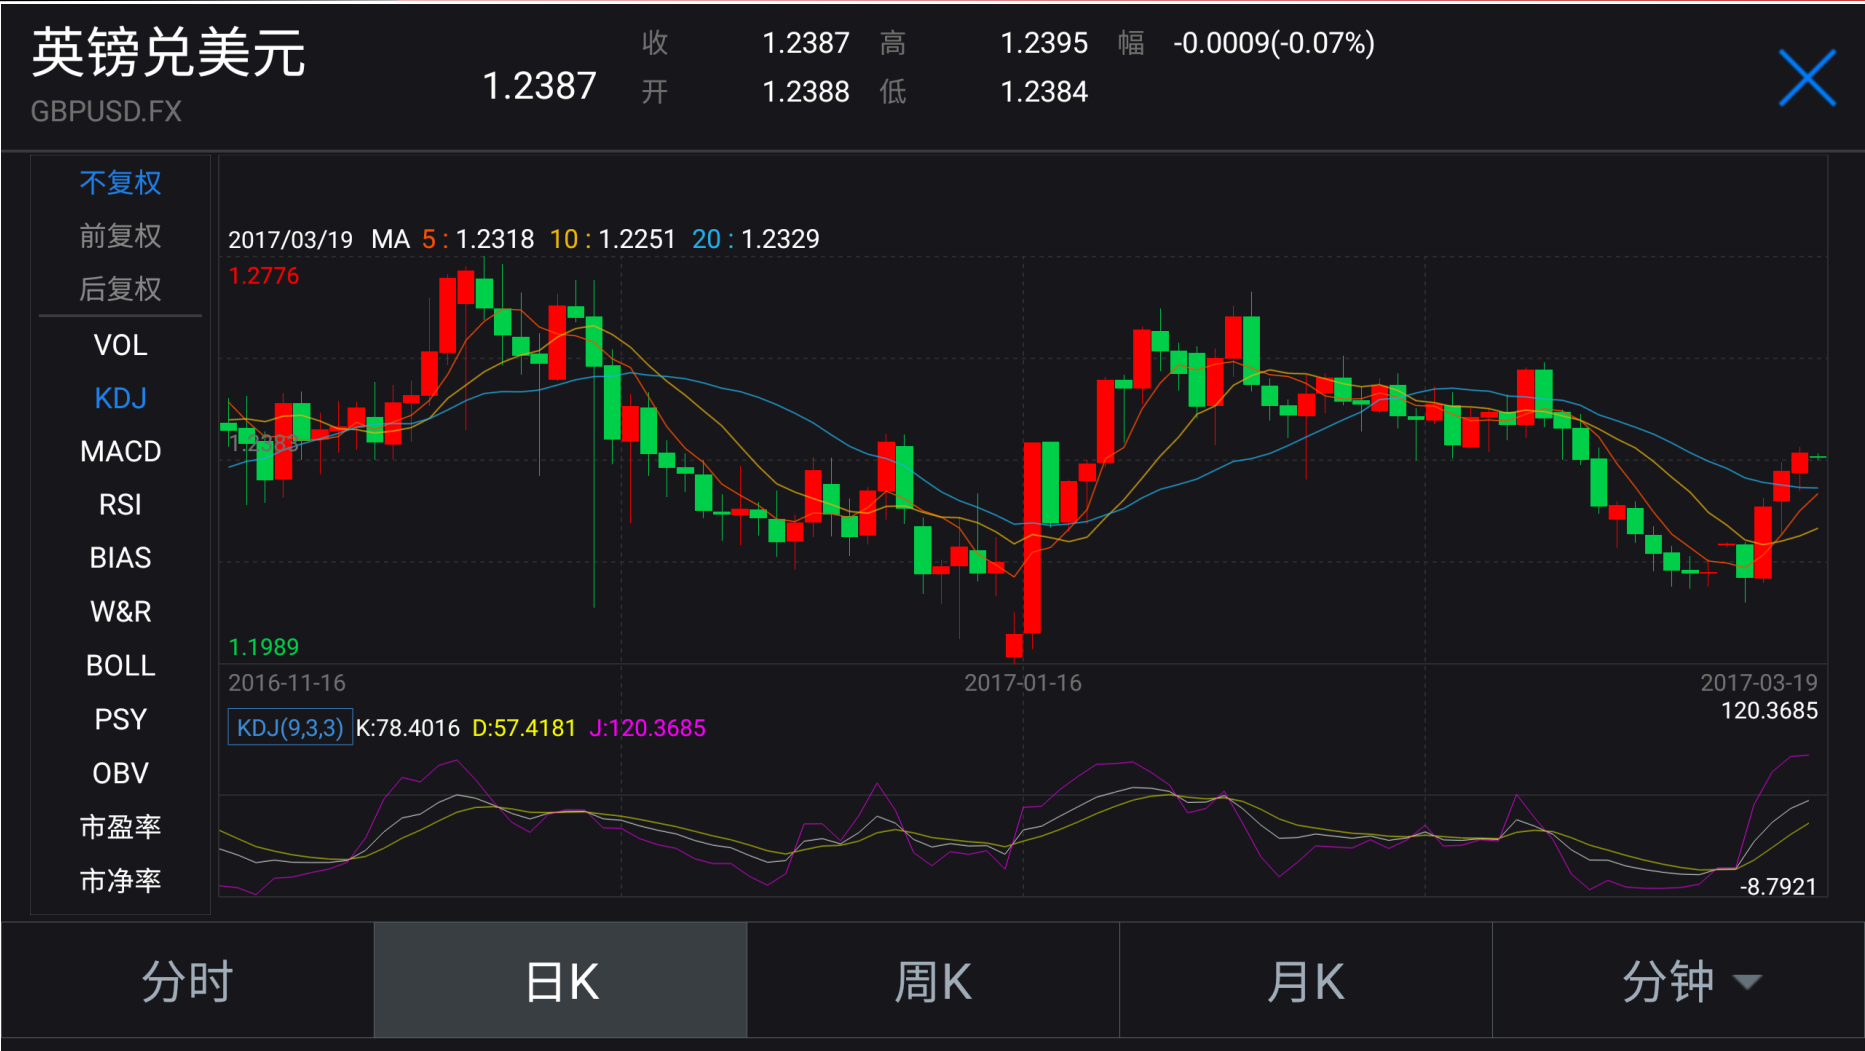 英镑兑美元
GBPUSD.FX
1.2387
收 1.2387 高 1.2395 幅 -0.0009(-0.07%)
开 1.2388 低 1.2384
不复权
前复权
后复权
VOL
KDJ
MACD
RSI
BIAS
W&R
BOLL
PSY
OBV
市盈率
市净率
2017/03/19 MA 5 : 1.2318 10 : 1.2251 20 : 1.2329
1.2776
1.2383
1.1989
2016-11-16 2017-01-16 2017-03-19
120.3685
KDJ(9,3,3) K:78.4016 D:57.4181 J:120.3685
-8.7921
分时 日K 周K 月K 分钟